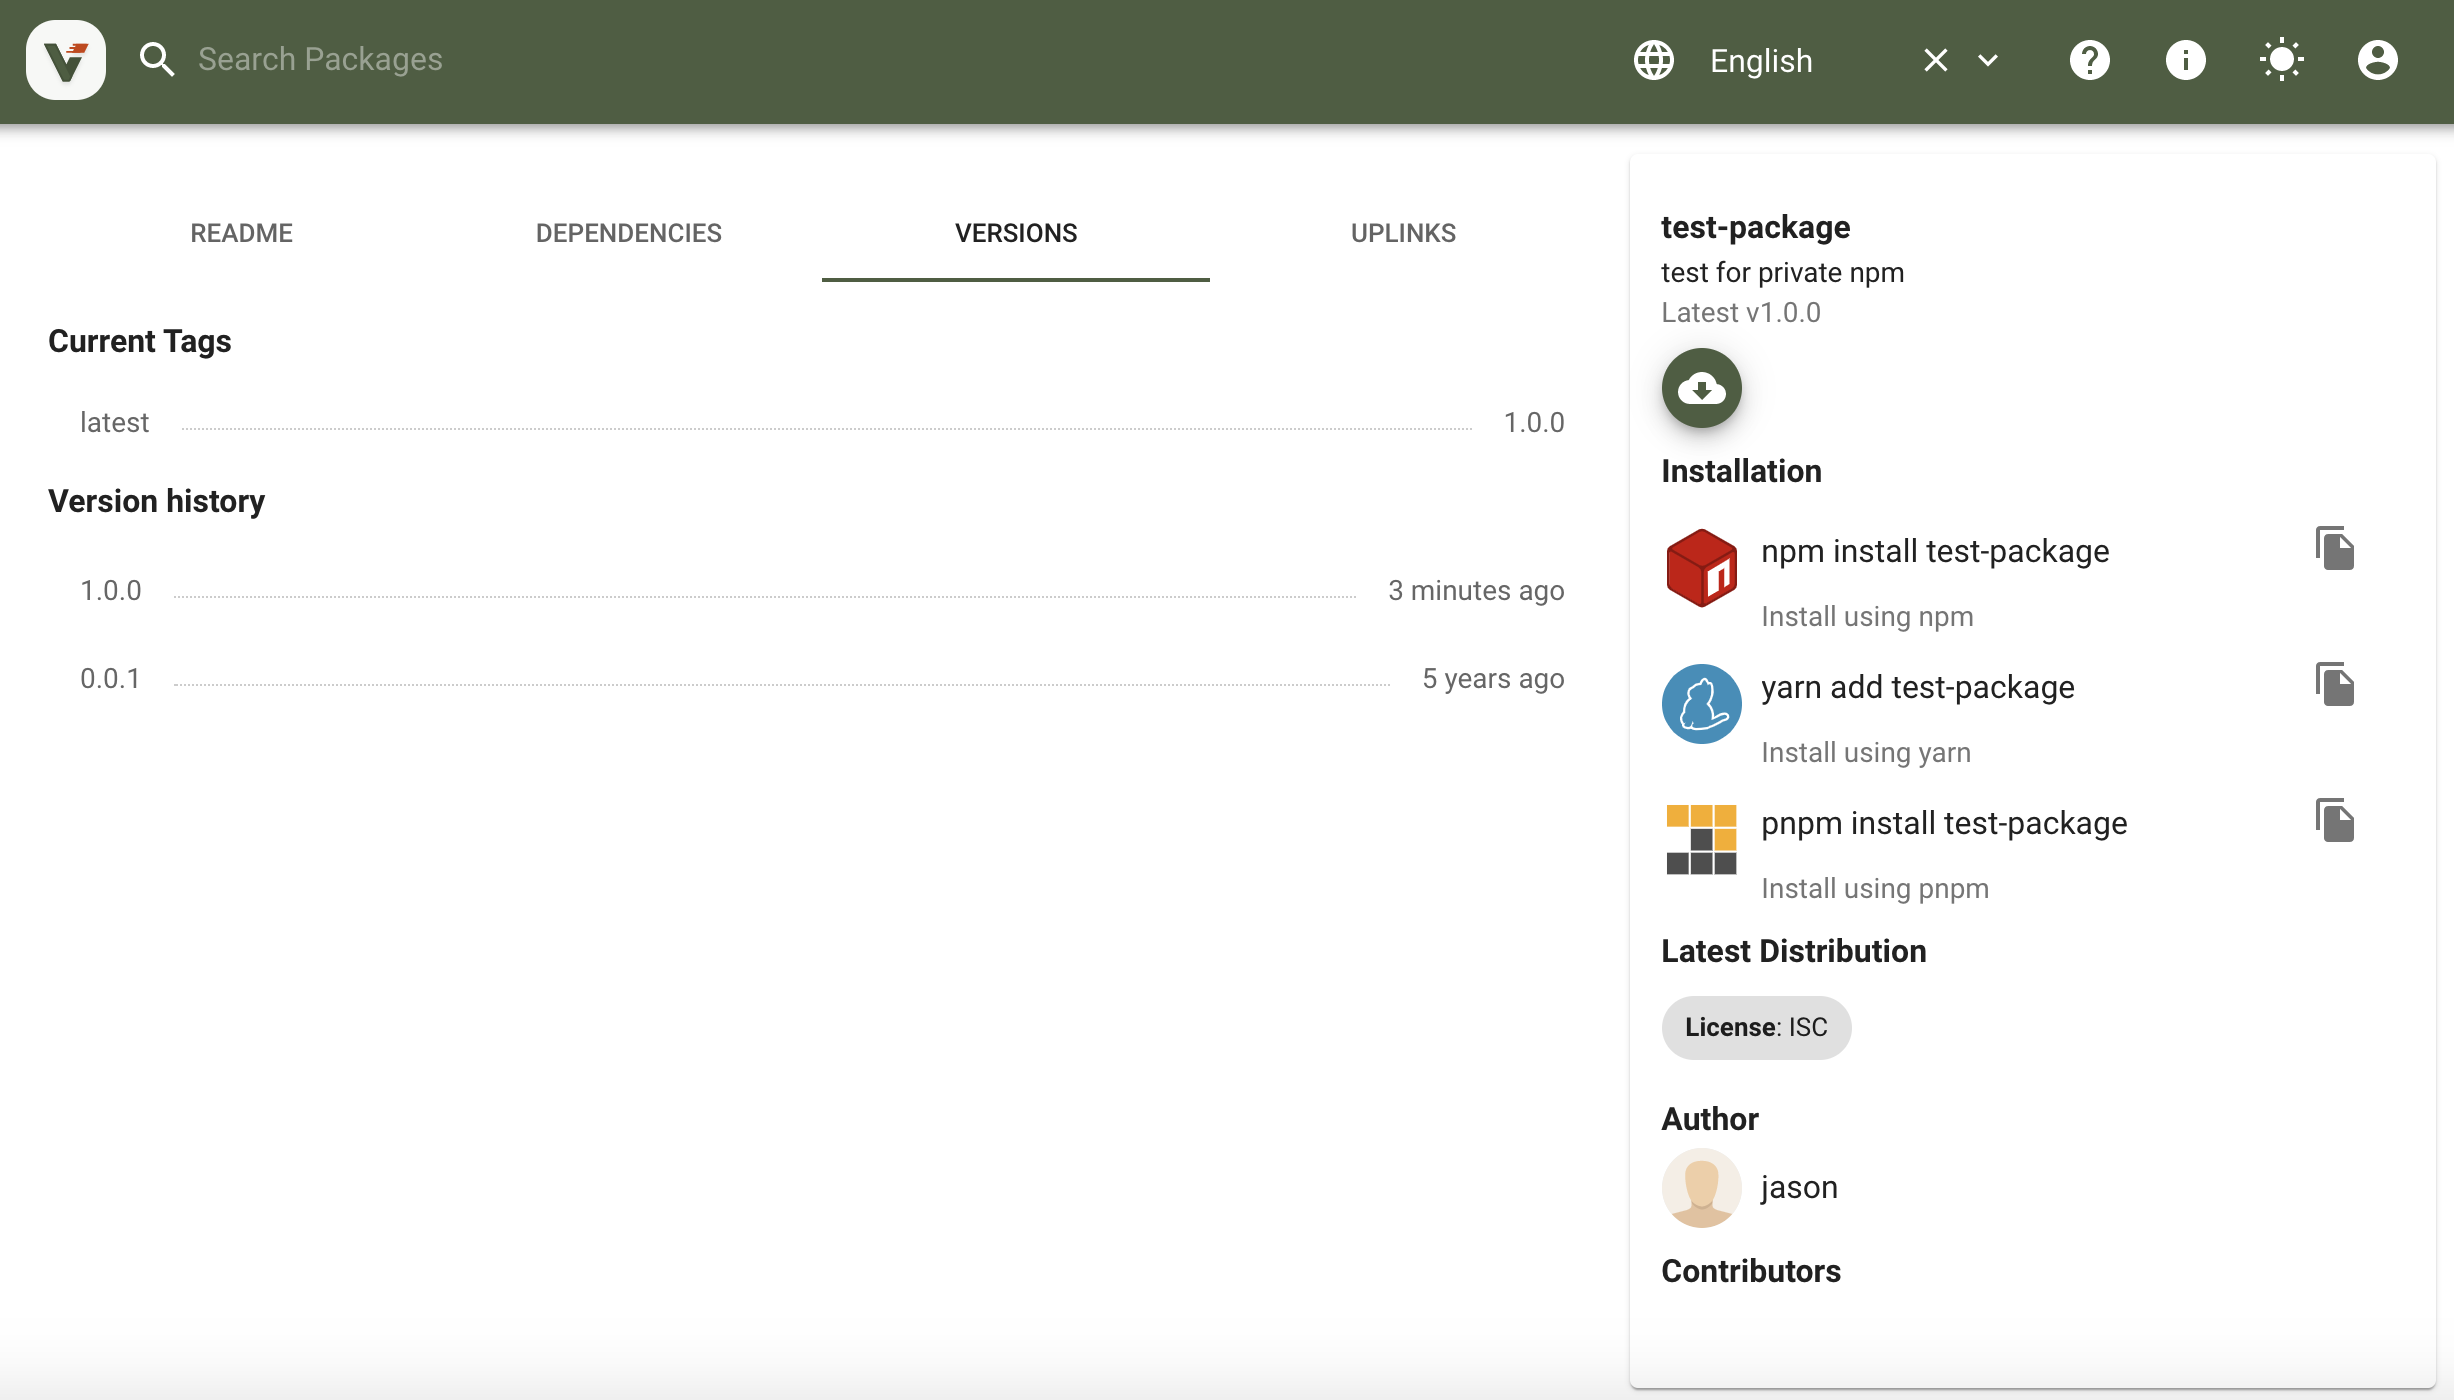 Search Packages
English
README
DEPENDENCIES
VERSIONS
UPLINKS
Current Tags
latest 1.0.0
Version history
1.0.0 3 minutes ago
0.0.1 5 years ago
test-package
test for private npm
Latest v1.0.0
Installation
npm install test-package
Install using npm
yarn add test-package
Install using yarn
pnpm install test-package
Install using pnpm
Latest Distribution
License: ISC
Author
jason
Contributors